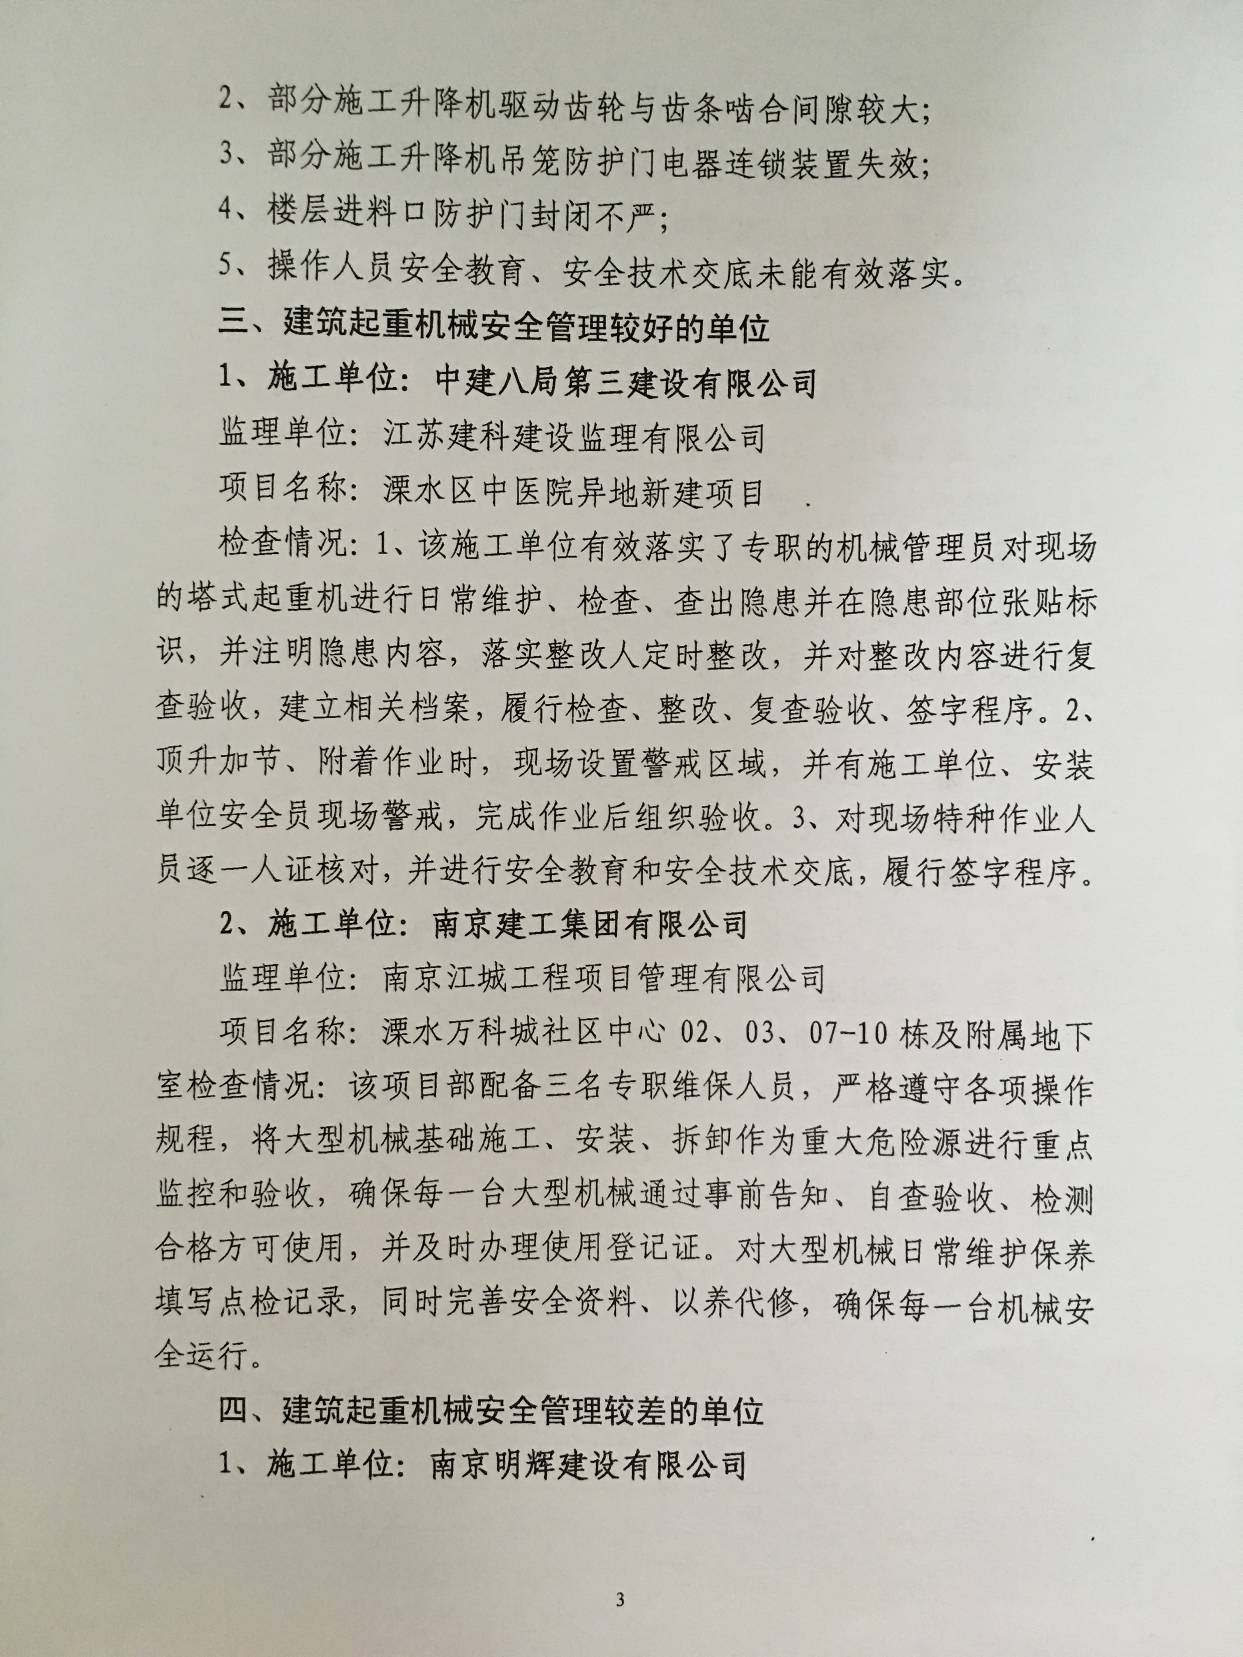 2、部分施工升降机驱动齿轮与齿条啮合间隙较大；
3、部分施工升降机吊笼防护门电器连锁装置失效；
4、楼层进料口防护门封闭不严；
5、操作人员安全教育、安全技术交底未能有效落实。
三、建筑起重机械安全管理较好的单位
1、施工单位：中建八局第三建设有限公司
监理单位：江苏建科建设监理有限公司
项目名称：溧水区中医院异地新建项目
检查情况：1、该施工单位有效落实了专职的机械管理员对现场
的塔式起重机进行日常维护、检查、查出隐患并在隐患部位张贴标
识，并注明隐患内容，落实整改人定时整改，并对整改内容进行复
查验收，建立相关档案，履行检查、整改、复查验收、签字程序。2、
顶升加节、附着作业时，现场设置警戒区域，并有施工单位、安装
单位安全员现场警戒，完成作业后组织验收。3、对现场特种作业人
员逐一人证核对，并进行安全教育和安全技术交底，履行签字程序。
2、施工单位：南京建工集团有限公司
监理单位：南京江城工程项目管理有限公司
项目名称：溧水万科城社区中心 02、03、07-10 栋及附属地下
室检查情况：该项目部配备三名专职维保人员，严格遵守各项操作
规程，将大型机械基础施工、安装、拆卸作为重大危险源进行重点
监控和验收，确保每一台大型机械通过事前告知、自查验收、检测
合格方可使用，并及时办理使用登记证。对大型机械日常维护保养
填写点检记录，同时完善安全资料、以养代修，确保每一台机械安
全运行。
四、建筑起重机械安全管理较差的单位
1、施工单位：南京明辉建设有限公司
3